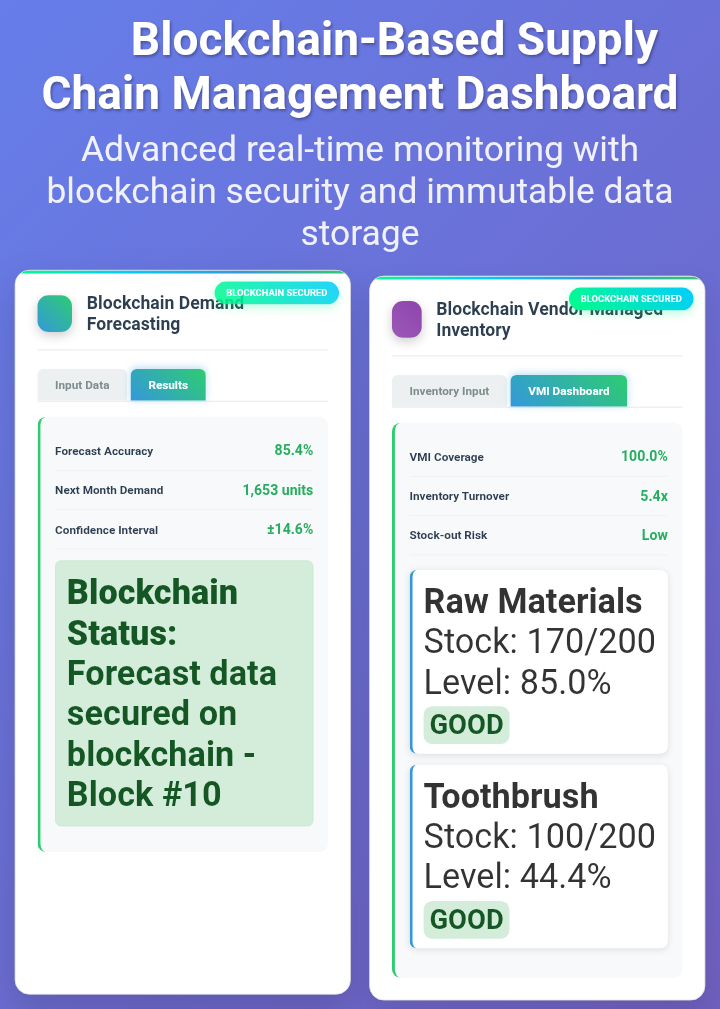 Blockchain-Based Supply
Chain Management Dashboard
Advanced real-time monitoring with
blockchain security and immutable data
storage
BLOCKCHAIN SECURED
Blockchain Demand
Forecasting
Input Data
Results
Forecast Accuracy 85.4%
Next Month Demand 1,653 units
Confidence Interval ±14.6%
Blockchain
Status:
Forecast data
secured on
blockchain -
Block #10
BLOCKCHAIN SECURED
Blockchain Vendor Managed
Inventory
Inventory Input
VMI Dashboard
VMI Coverage 100.0%
Inventory Turnover 5.4x
Stock-out Risk Low
Raw Materials
Stock: 170/200
Level: 85.0%
GOOD
Toothbrush
Stock: 100/200
Level: 44.4%
GOOD